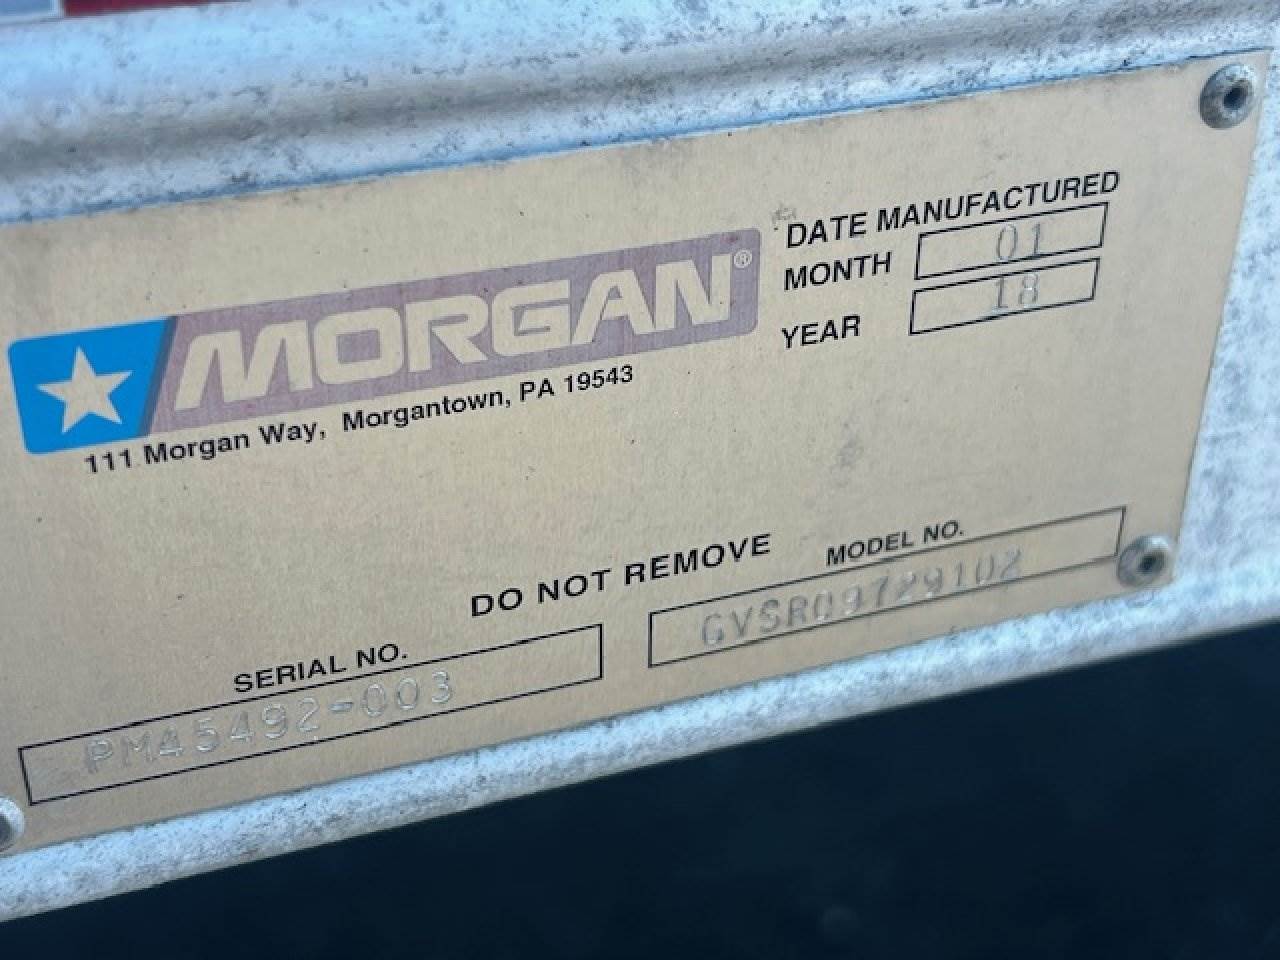 MORGAN®
111 Morgan Way, Morgantown, PA 19543
DATE MANUFACTURED
MONTH 01
YEAR 18
DO NOT REMOVE
SERIAL NO.
PM45492-003
MODEL NO.
GVSR09729102